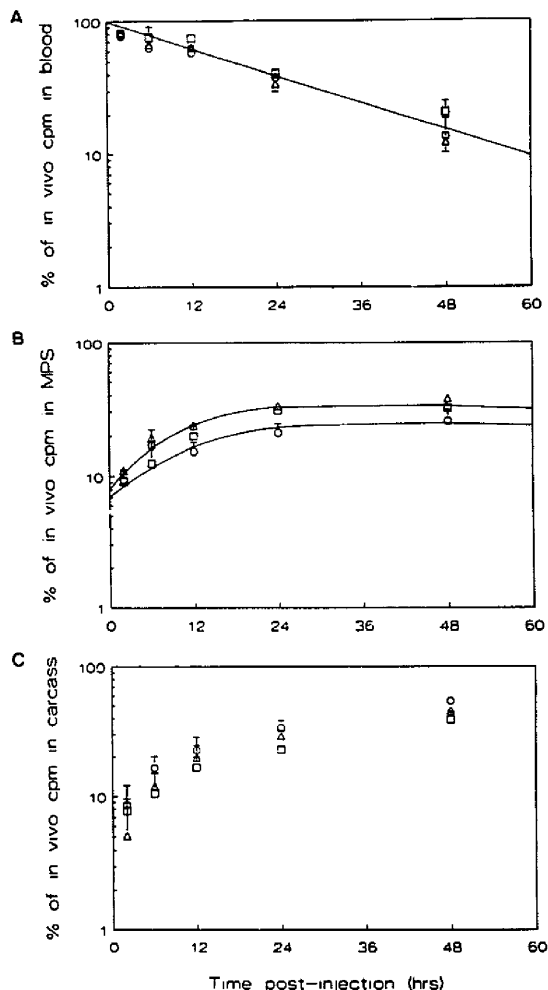 A
% of in vivo cpm in blood
100
10
1
0 12 24 36 48 60
B
% of in vivo cpm in MPS
100
10
1
0 12 24 36 48 60
C
% of in vivo cpm in carcass
100
10
1
0 12 24 36 48 60
Time post-injection (hrs)